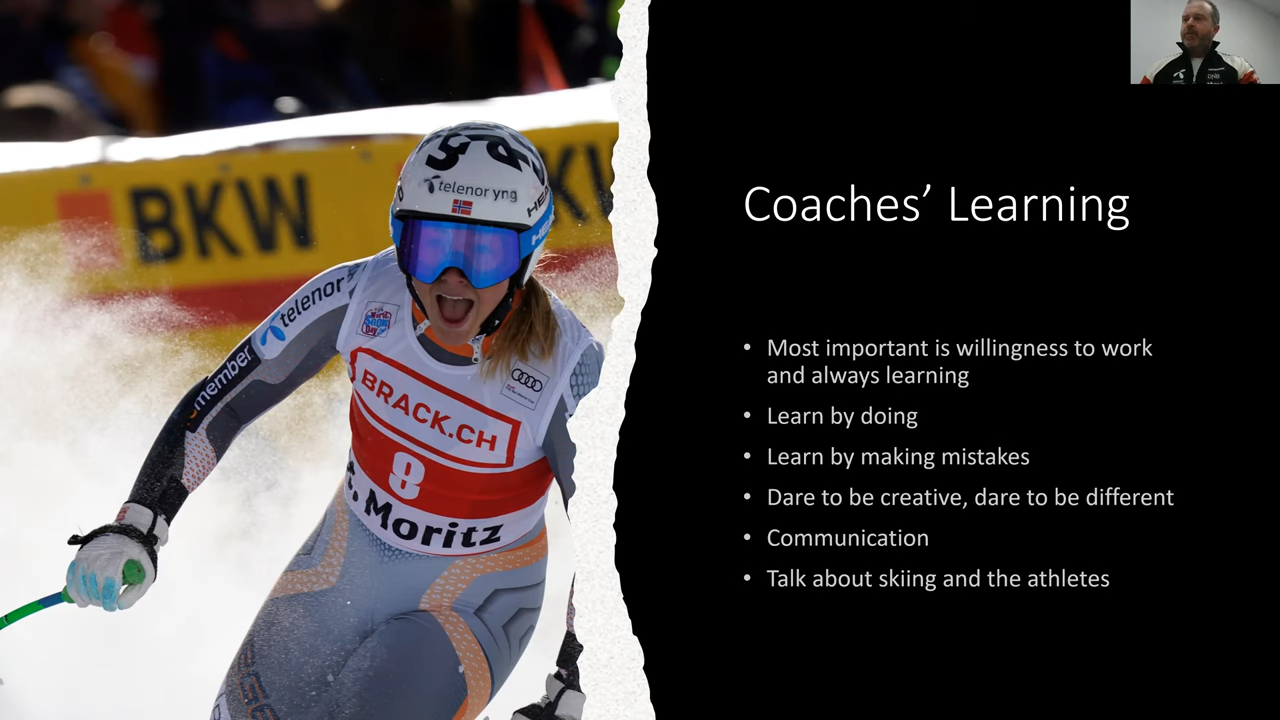 Coaches’ Learning
• Most important is willingness to work
and always learning
• Learn by doing
• Learn by making mistakes
• Dare to be creative, dare to be different
• Communication
• Talk about skiing and the athletes
BKW
telenor yng
HEAD
telenor
member
BRACK.CH
8
St. Moritz
DNB